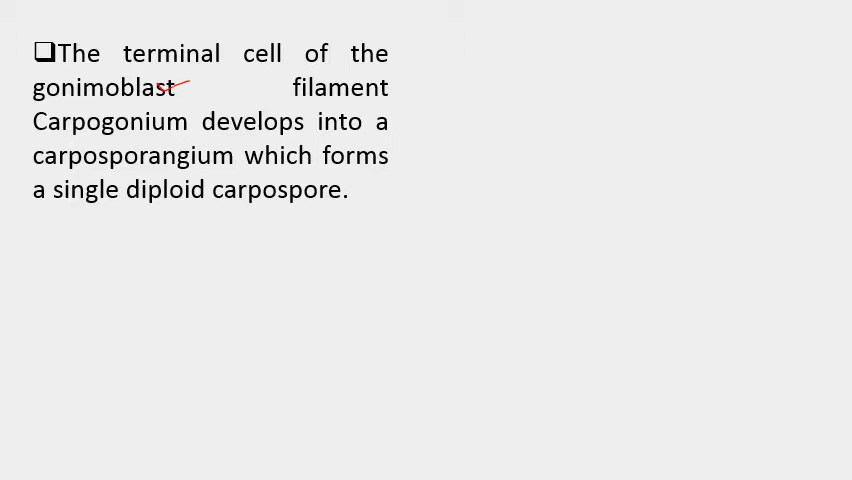 ❑The terminal cell of the
gonimoblast filament
Carpogonium develops into a
carposporangium which forms
a single diploid carpospore.